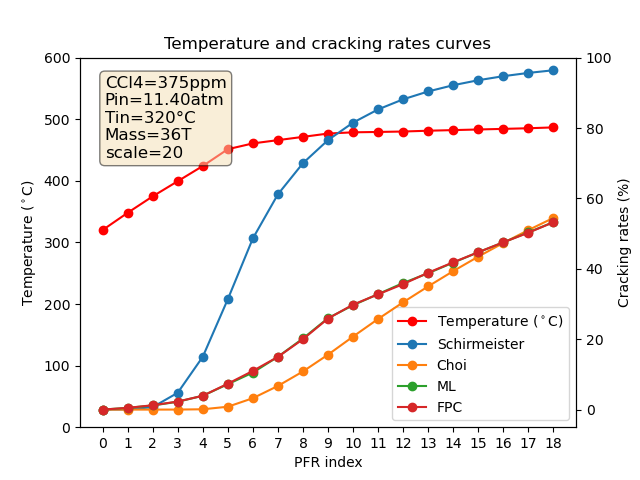 Temperature and cracking rates curves
CCl4=375ppm
Pin=11.40atm
Tin=320°C
Mass=36T
scale=20
Temperature (°C)
600
500
400
300
200
100
0
Cracking rates (%)
100
80
60
40
20
0
Temperature (°C)
Schirmeister
Choi
ML
FPC
0 1 2 3 4 5 6 7 8 9 10 11 12 13 14 15 16 17 18
PFR index